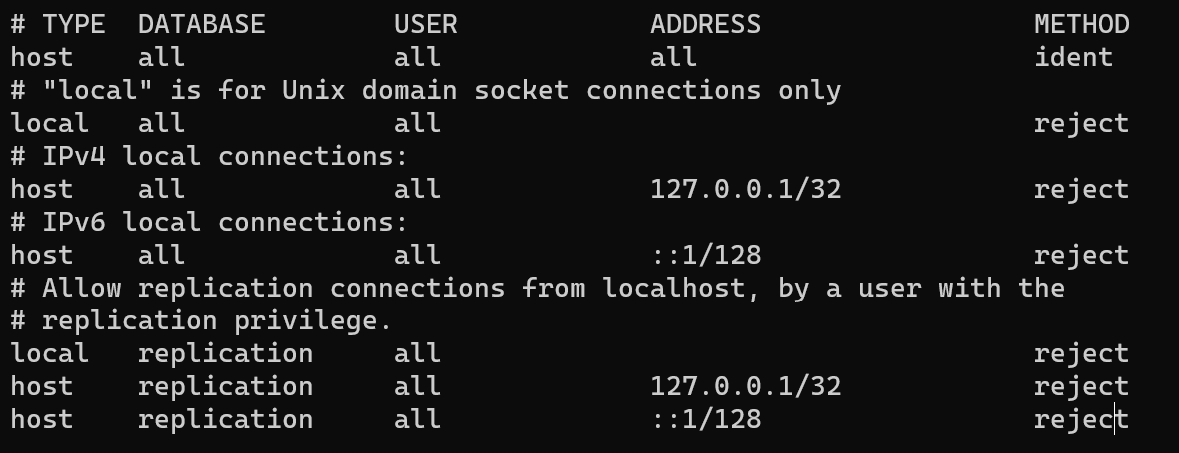 # TYPE  DATABASE        USER            ADDRESS                 METHOD
host    all             all             all                     ident
# "local" is for Unix domain socket connections only
local   all             all                                     reject
# IPv4 local connections:
host    all             all             127.0.0.1/32            reject
# IPv6 local connections:
host    all             all             ::1/128                 reject
# Allow replication connections from localhost, by a user with the
# replication privilege.
local   replication     all                                     reject
host    replication     all             127.0.0.1/32            reject
host    replication     all             ::1/128                 reject